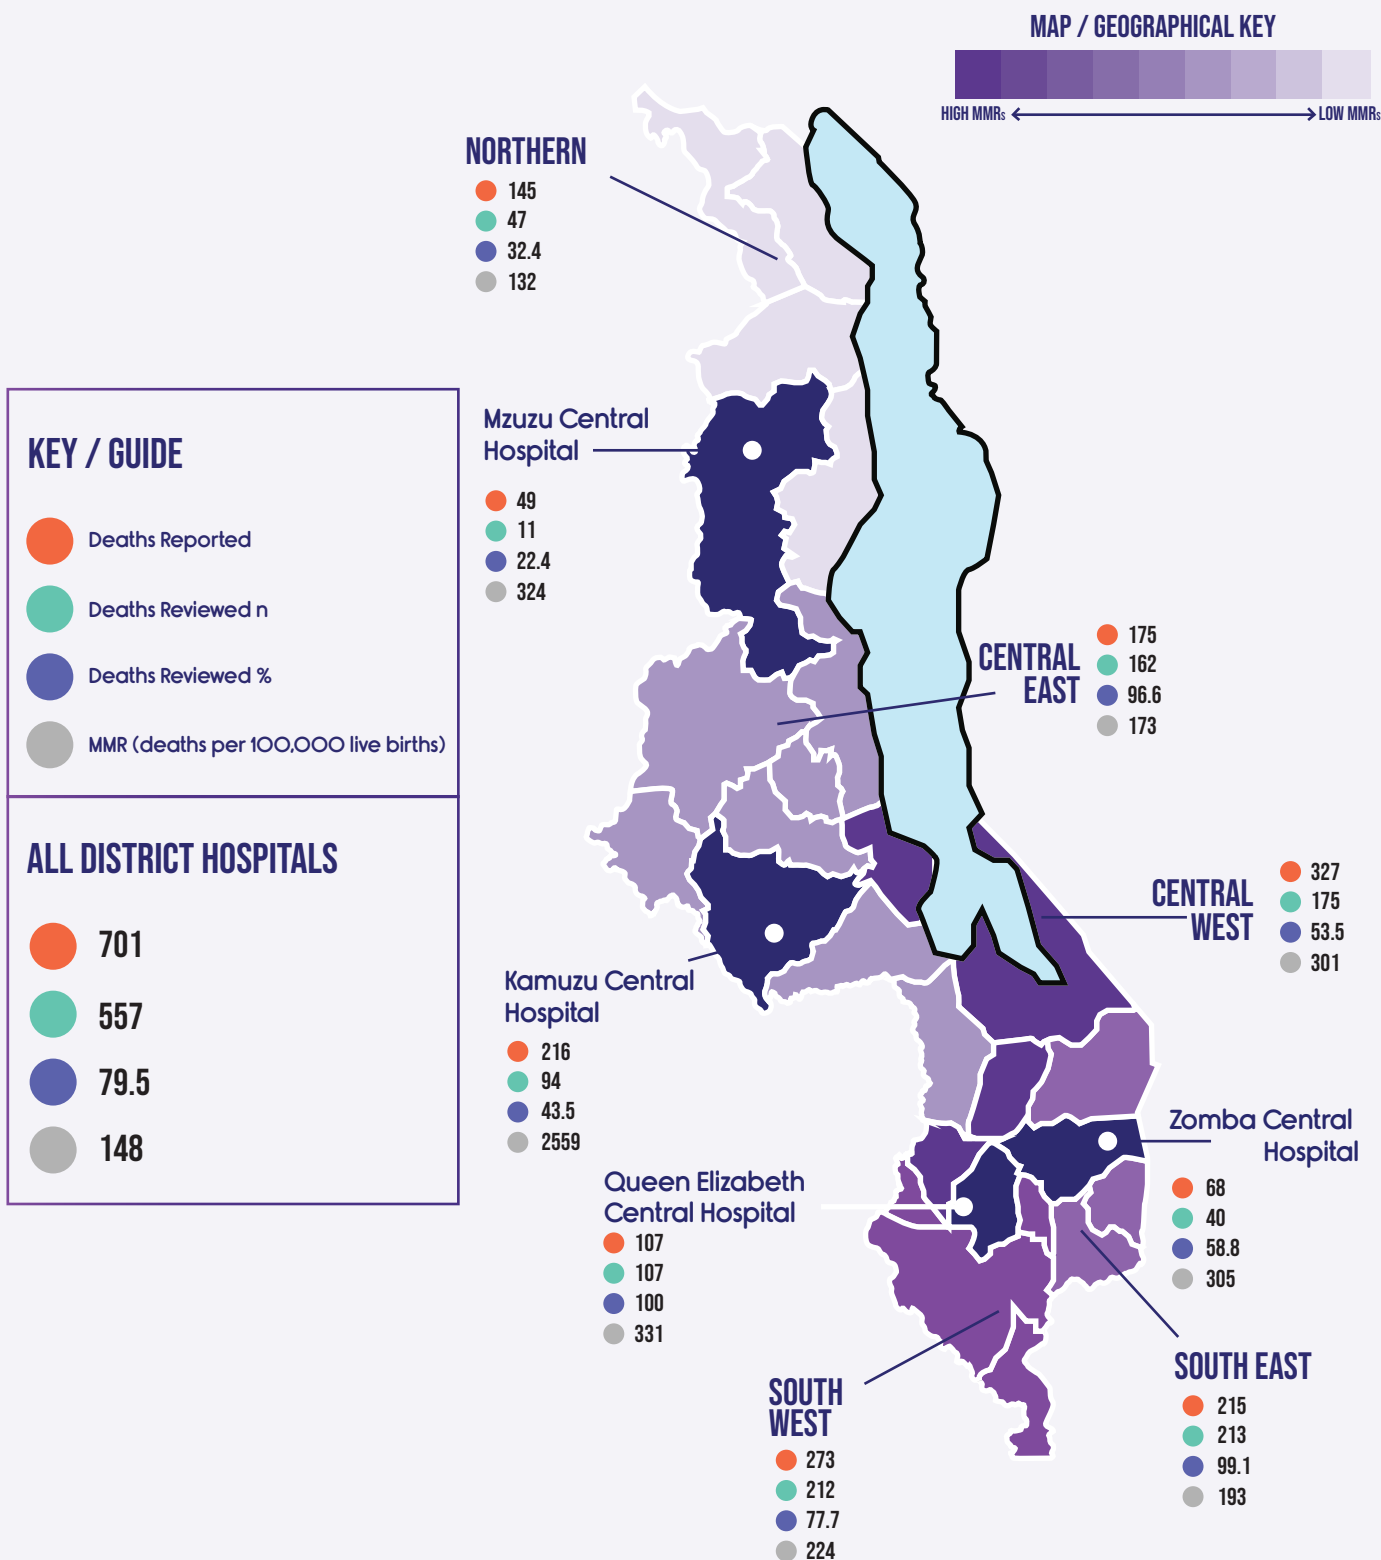 MAP / GEOGRAPHICAL KEY
HIGH MMRs
LOW MMRs
NORTHERN
145
47
32.4
132
KEY / GUIDE
Deaths Reported
Deaths Reviewed n
Deaths Reviewed %
MMR (deaths per 100,000 live births)
ALL DISTRICT HOSPITALS
701
557
79.5
148
Mzuzu Central
Hospital
49
11
22.4
324
CENTRAL
EAST
175
162
96.6
173
CENTRAL
WEST
327
175
53.5
301
Kamuzu Central
Hospital
216
94
43.5
2559
Zomba Central
Hospital
68
40
58.8
305
Queen Elizabeth
Central Hospital
107
107
100
331
SOUTH EAST
215
213
99.1
193
SOUTH
WEST
273
212
77.7
224